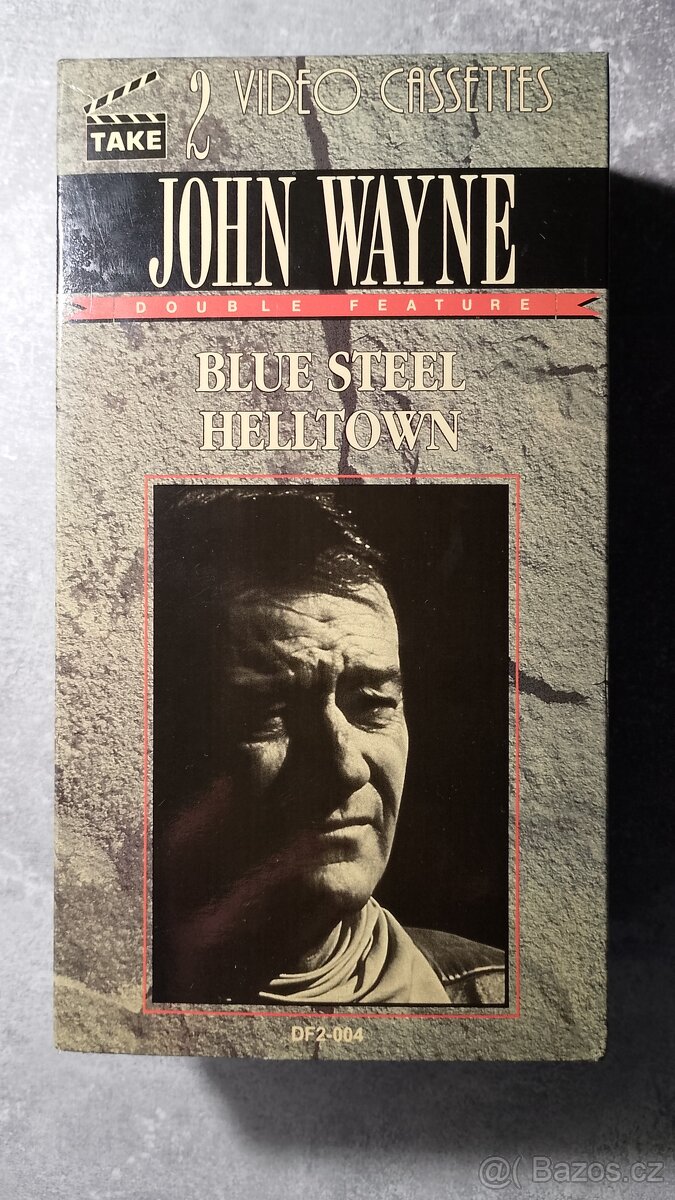 2 VIDEO CASSETTES
TAKE
JOHN WAYNE
DOUBLE FEATURE
BLUE STEEL
HELLTOWN
DF2-004
@( Bazos.cz